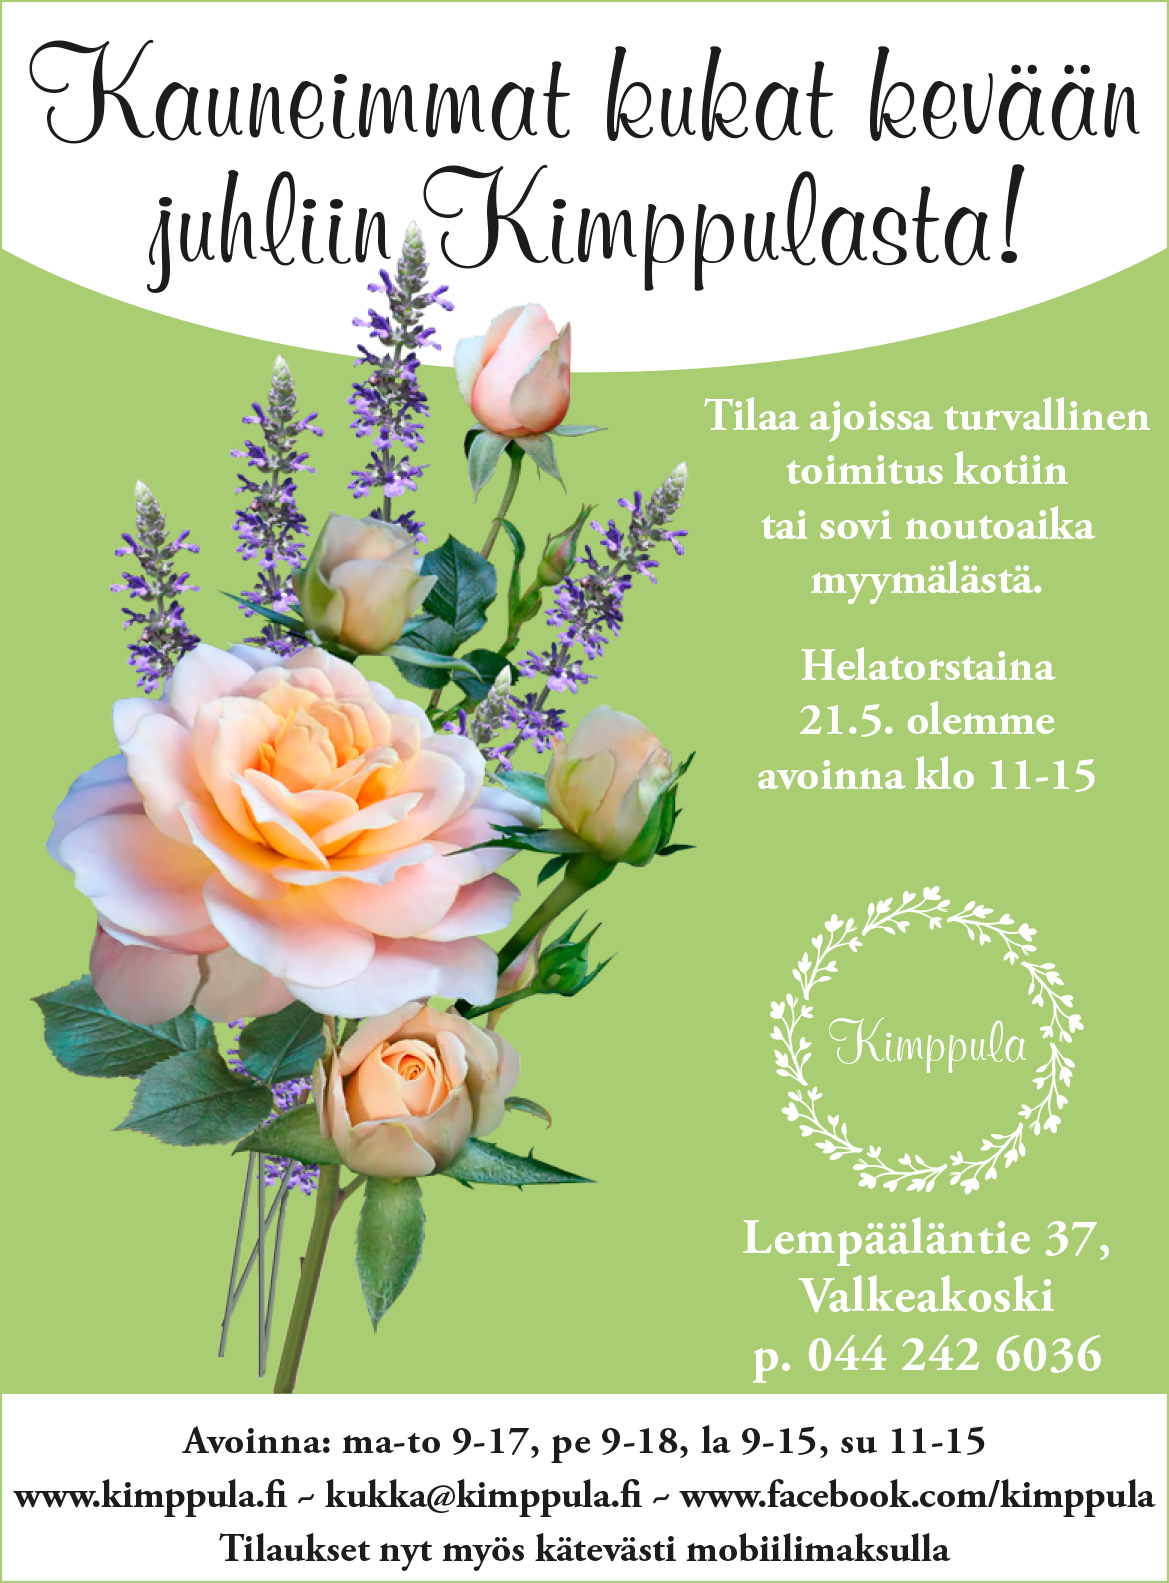 Kauneimmat kukat kevään
juhliin Kimppulasta!
Tilaa ajoissa turvallinen
toimitus kotiin
tai sovi noutoaika
myymälästä.
Helatorstaina
21.5. olemme
avoinna klo 11-15
Kimppula
Lempääläntie 37,
Valkeakoski
p. 044 242 6036
Avoinna: ma-to 9-17, pe 9-18, la 9-15, su 11-15
www.kimppula.fi ~ kukka@kimppula.fi ~ www.facebook.com/kimppula
Tilaukset nyt myös kätevästi mobiilimaksulla